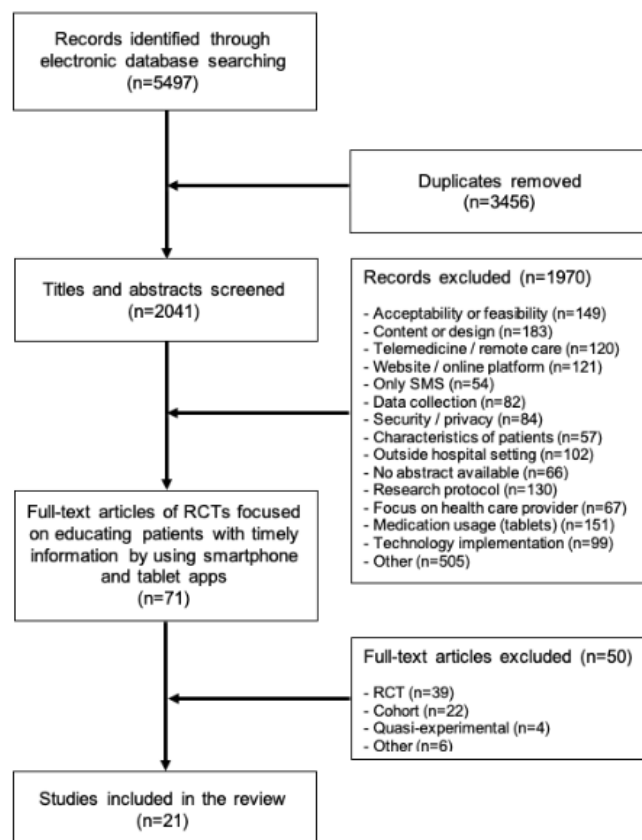 Records identified through
electronic database searching
(n=5497)
Duplicates removed
(n=3456)
Titles and abstracts screened
(n=2041)
Records excluded (n=1970)
- Acceptability or feasibility (n=149)
- Content or design (n=183)
- Telemedicine / remote care (n=120)
- Website / online platform (n=121)
- Only SMS (n=54)
- Data collection (n=82)
- Security / privacy (n=84)
- Characteristics of patients (n=57)
- Outside hospital setting (n=102)
- No abstract available (n=66)
- Research protocol (n=130)
- Focus on health care provider (n=67)
- Medication usage (tablets) (n=151)
- Technology implementation (n=99)
- Other (n=505)
Full-text articles of RCTs focused
on educating patients with timely
information by using smartphone
and tablet apps
(n=71)
Full-text articles excluded (n=50)
- RCT (n=39)
- Cohort (n=22)
- Quasi-experimental (n=4)
- Other (n=6)
Studies included in the review
(n=21)